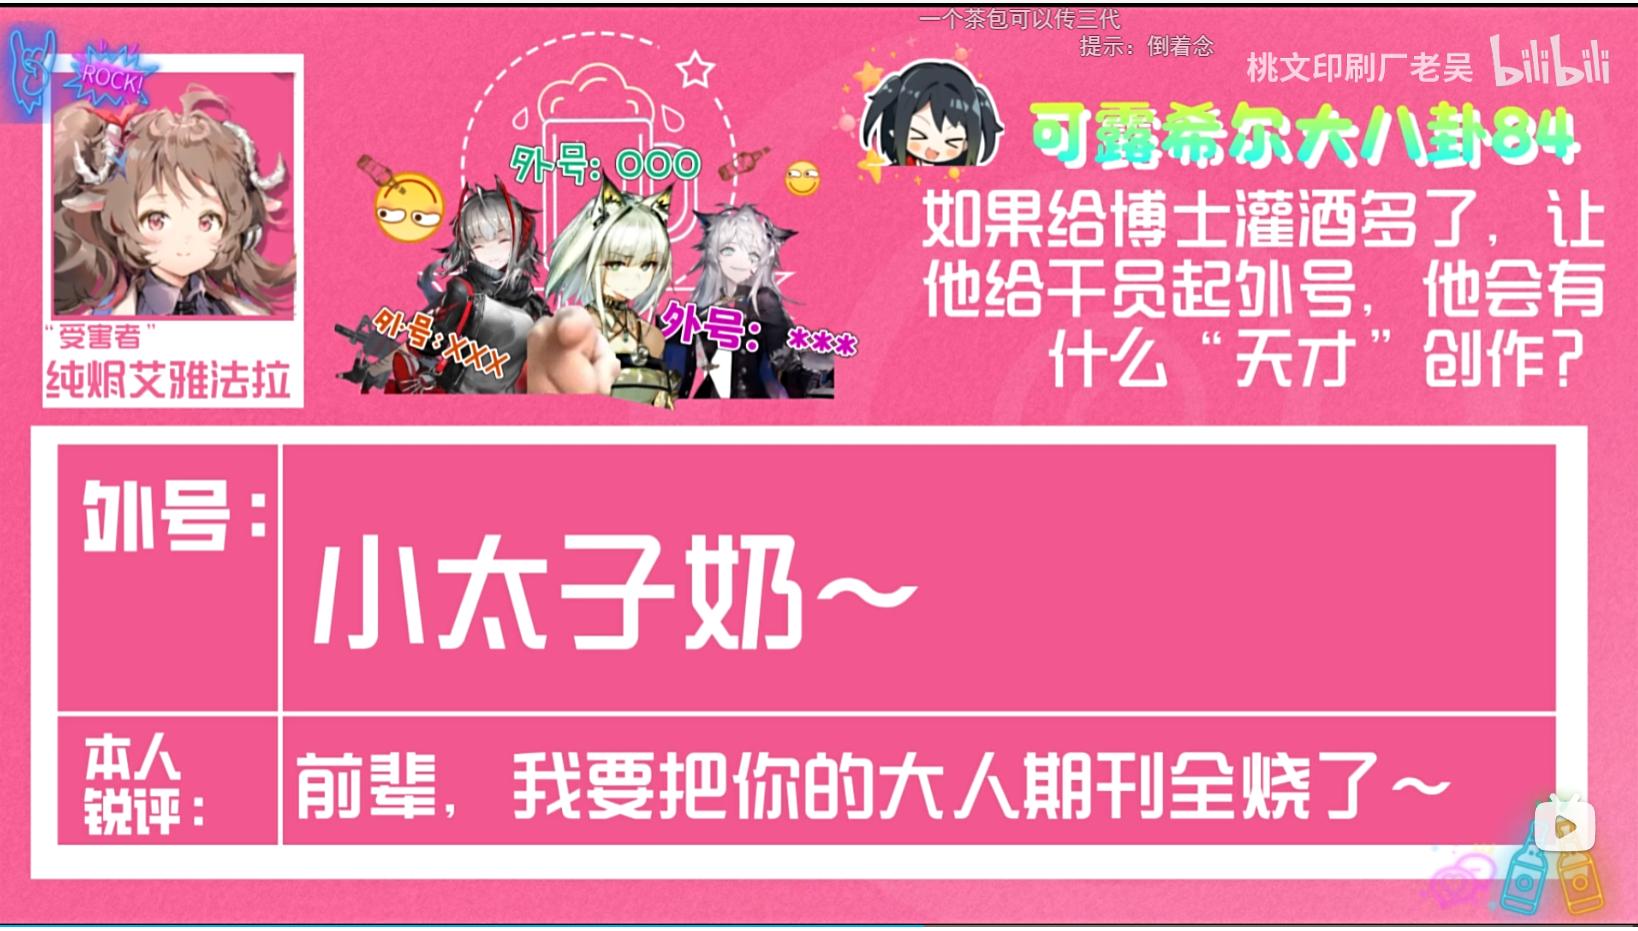 一个茶包可以传三代
提示：倒着念
桃文印刷厂老吴 bilibili
ROCK!
可露希尔大八卦84
如果给博士灌酒多了，让
他给干员起外号，他会有
什么“天才”创作？
外号：OOO
外号：XXX
外号：***
“受害者”
纯烬艾雅法拉
外号：
小太子奶～
本人
锐评：
前辈，我要把你的大人期刊全烧了～